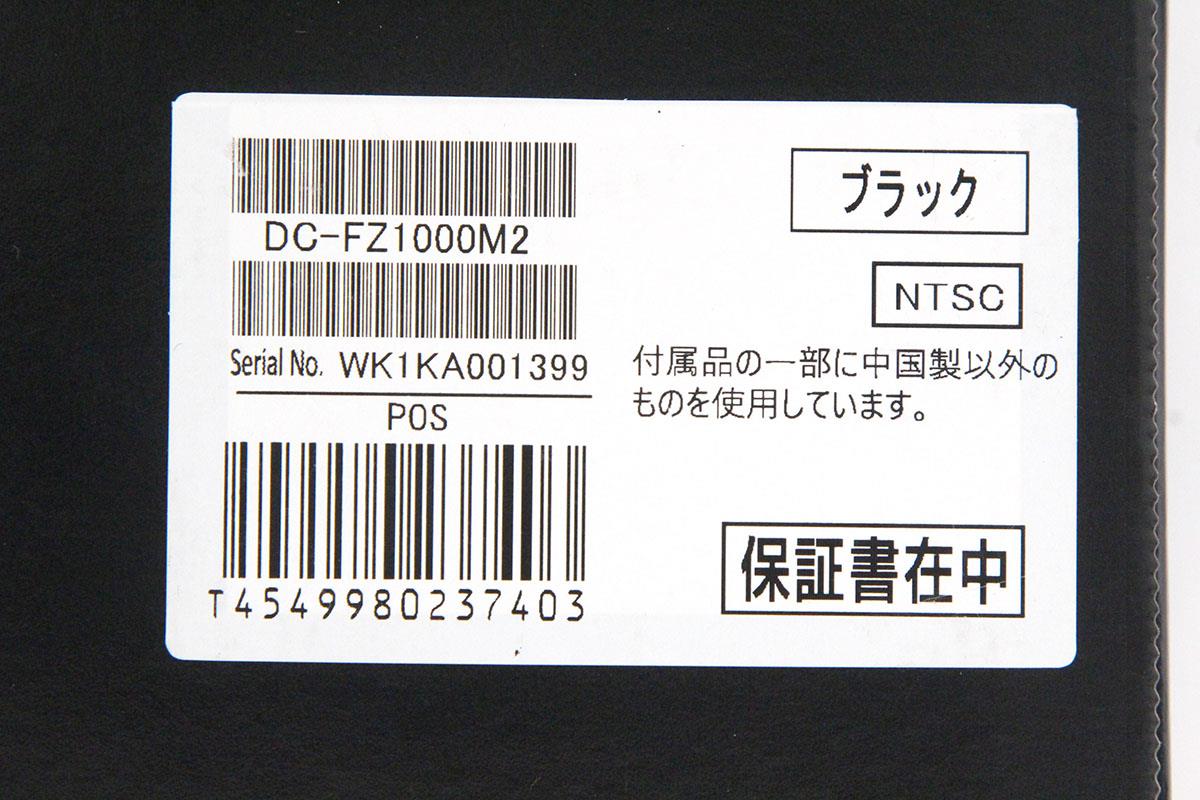 DC-FZ1000M2
Serial No. WK1KA001399
POS
T4549980237403
ブラック
NTSC
付属品の一部に中国製以外の
ものを使用しています。
保証書在中